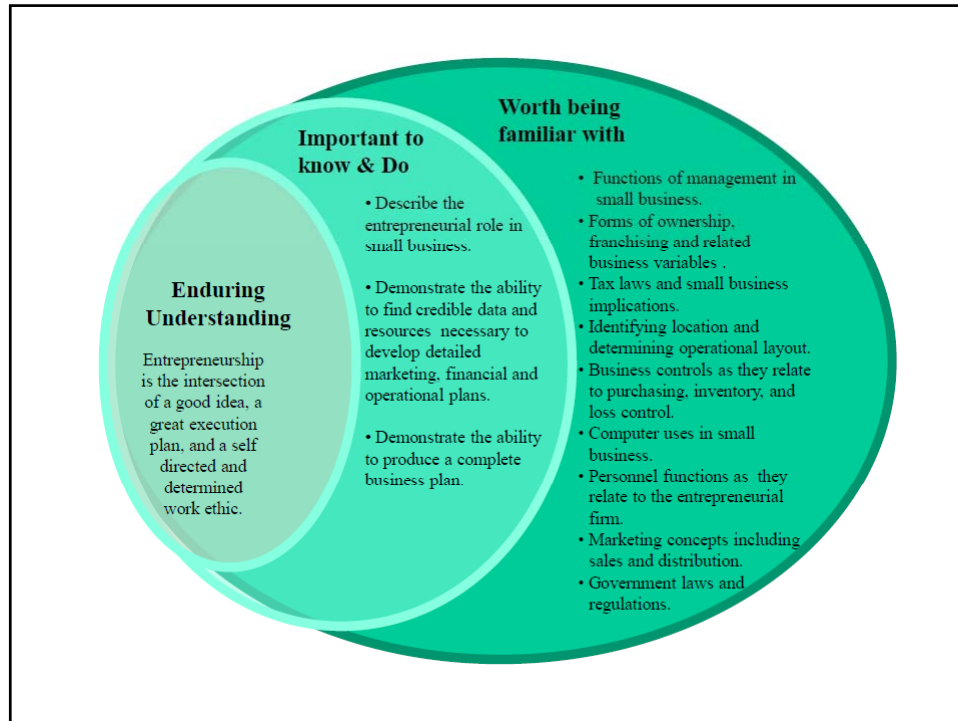 Enduring
Understanding
Entrepreneurship
is the intersection
of a good idea, a
great execution
plan, and a self
directed and
determined
work ethic.
Important to
know & Do
• Describe the
entrepreneurial role in
small business.
• Demonstrate the ability
to find credible data and
resources necessary to
develop detailed
marketing, financial and
operational plans.
• Demonstrate the ability
to produce a complete
business plan.
Worth being
familiar with
• Functions of management in
small business.
• Forms of ownership,
franchising and related
business variables .
• Tax laws and small business
implications.
• Identifying location and
determining operational layout.
• Business controls as they relate
to purchasing, inventory, and
loss control.
• Computer uses in small
business.
• Personnel functions as they
relate to the entrepreneurial
firm.
• Marketing concepts including
sales and distribution.
• Government laws and
regulations.